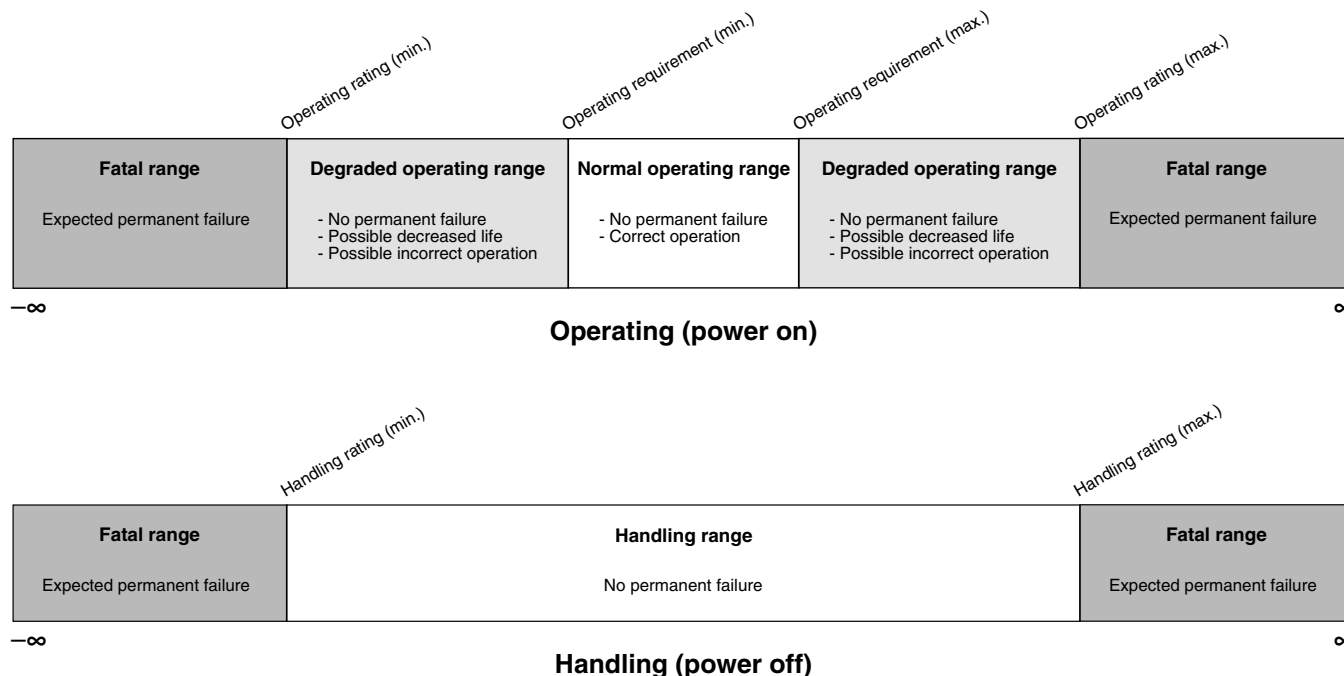 Operating rating (min.)
Operating requirement (min.)
Operating requirement (max.)
Operating rating (max.)
Fatal range
Degraded operating range
Normal operating range
Degraded operating range
Fatal range
Expected permanent failure
- No permanent failure
- Possible decreased life
- Possible incorrect operation
- No permanent failure
- Correct operation
- No permanent failure
- Possible decreased life
- Possible incorrect operation
Expected permanent failure
–∞
∞
Operating (power on)
Handling rating (min.)
Handling rating (max.)
Fatal range
Handling range
Fatal range
Expected permanent failure
No permanent failure
Expected permanent failure
–∞
∞
Handling (power off)